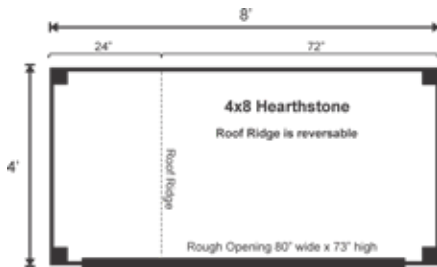 8'
24"
72"
4'
4x8 Hearthstone
Roof Ridge is reversable
Roof Ridge
Rough Opening 80" wide x 73" high